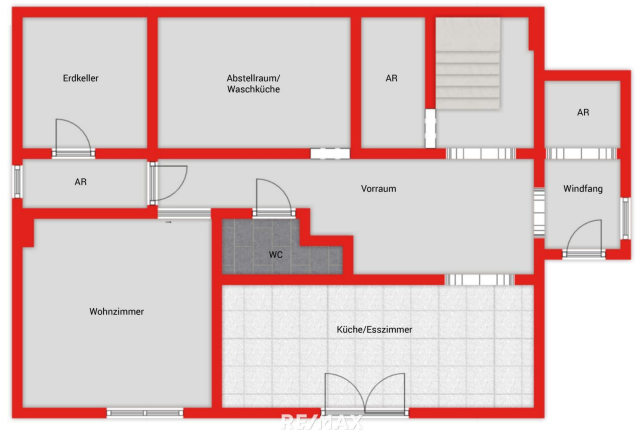 Erdkeller
Abstellraum/
Waschküche
AR
AR
AR
Vorraum
Windfang
WC
Wohnzimmer
Küche/Esszimmer
RE/MAX